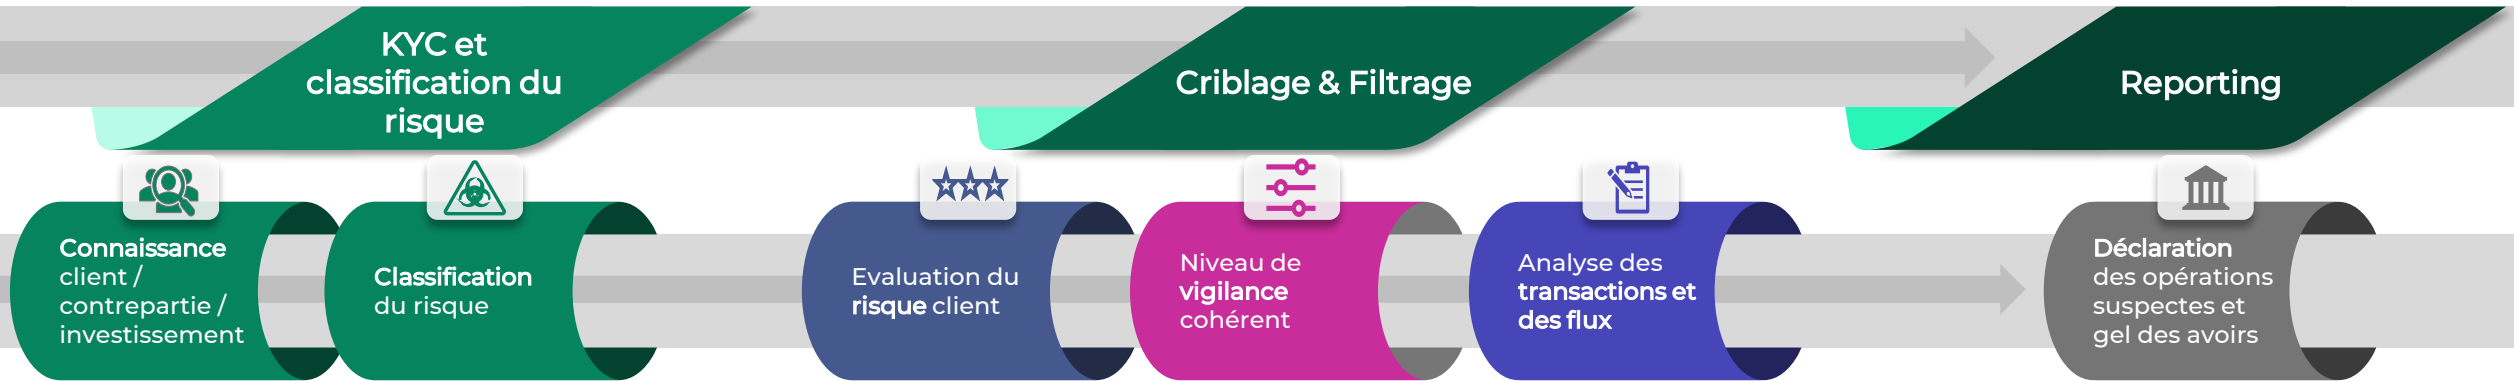 KYC et
classification du
risque
Criblage & Filtrage
Reporting
Connaissance
client /
contrepartie /
investissement
Classification
du risque
Evaluation du
risque client
Niveau de
vigilance
cohérent
Analyse des
transactions et
des flux
Déclaration
des opérations
suspectes et
gel des avoirs